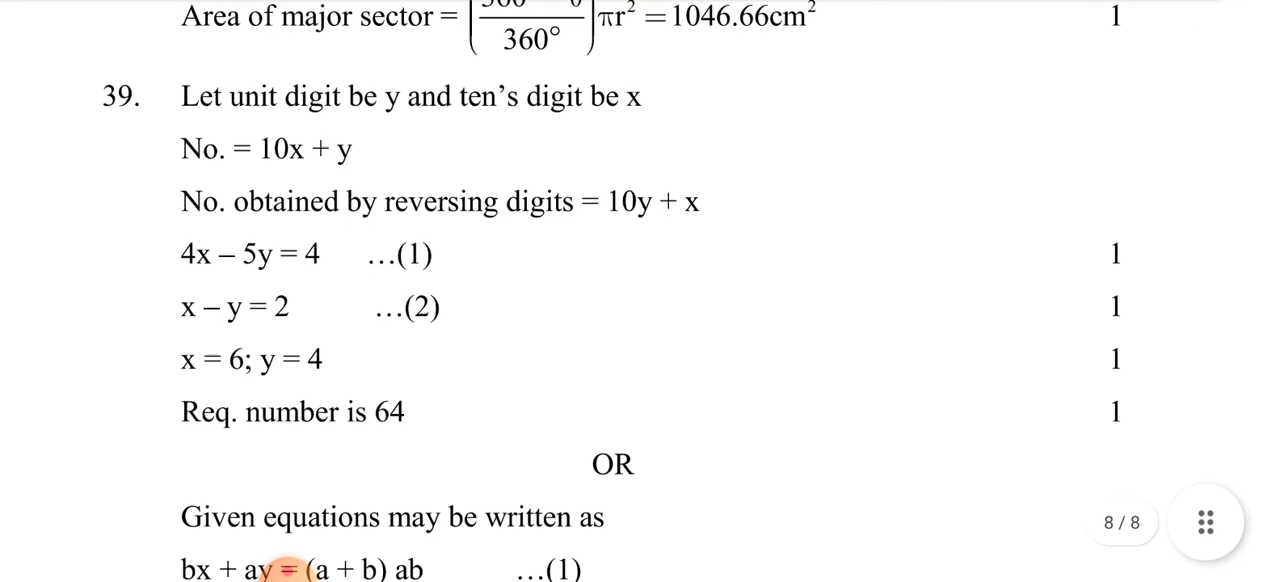 Area of major sector = ( /360°)πr² = 1046.66cm² 1
39. Let unit digit be y and ten’s digit be x
No. = 10x + y
No. obtained by reversing digits = 10y + x
4x – 5y = 4 …(1) 1
x – y = 2 …(2) 1
x = 6; y = 4 1
Req. number is 64 1
OR
Given equations may be written as
8 / 8
bx + ay = (a + b) ab …(1)